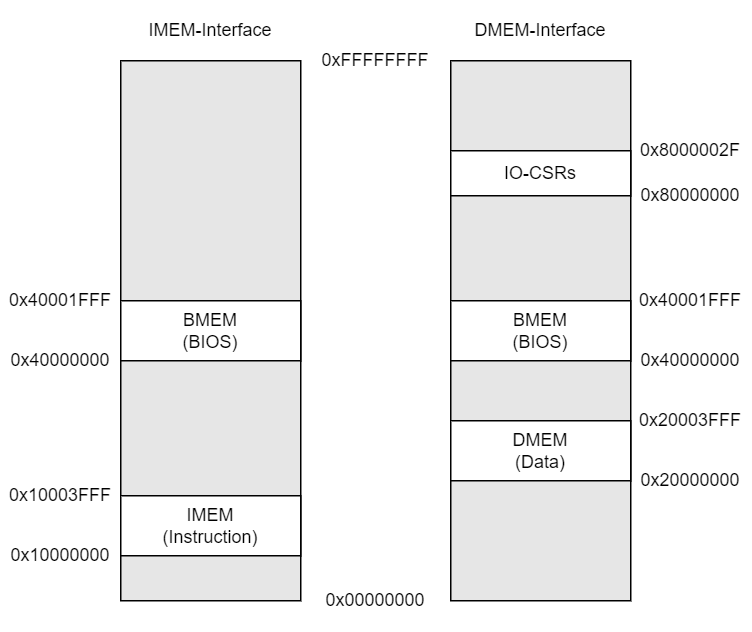 IMEM-Interface
DMEM-Interface
0xFFFFFFFF
0x8000002F
IO-CSRs
0x80000000
0x40001FFF
BMEM
(BIOS)
0x40000000
0x40001FFF
BMEM
(BIOS)
0x40000000
0x20003FFF
DMEM
(Data)
0x20000000
0x10003FFF
IMEM
(Instruction)
0x10000000
0x00000000